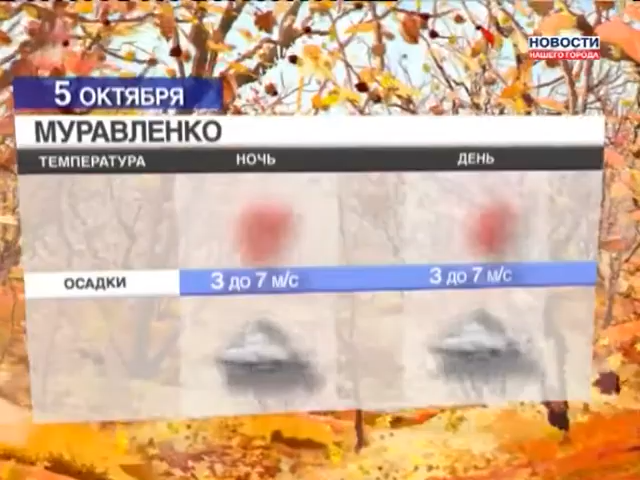 НОВОСТИ
НАШЕГО ГОРОДА
5 ОКТЯБРЯ
МУРАВЛЕНКО
ТЕМПЕРАТУРА НОЧЬ ДЕНЬ
ОСАДКИ 3 ДО 7 М/С 3 ДО 7 М/С